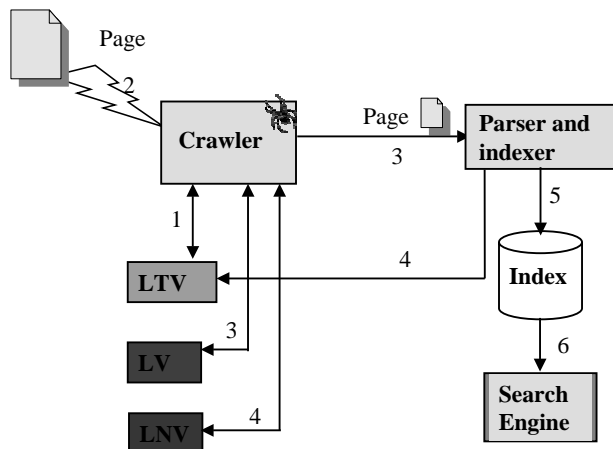 Page
2
Crawler
Page
3
Parser and
indexer
1
5
4
LTV
Index
3
LV
6
4
LNV
Search
Engine